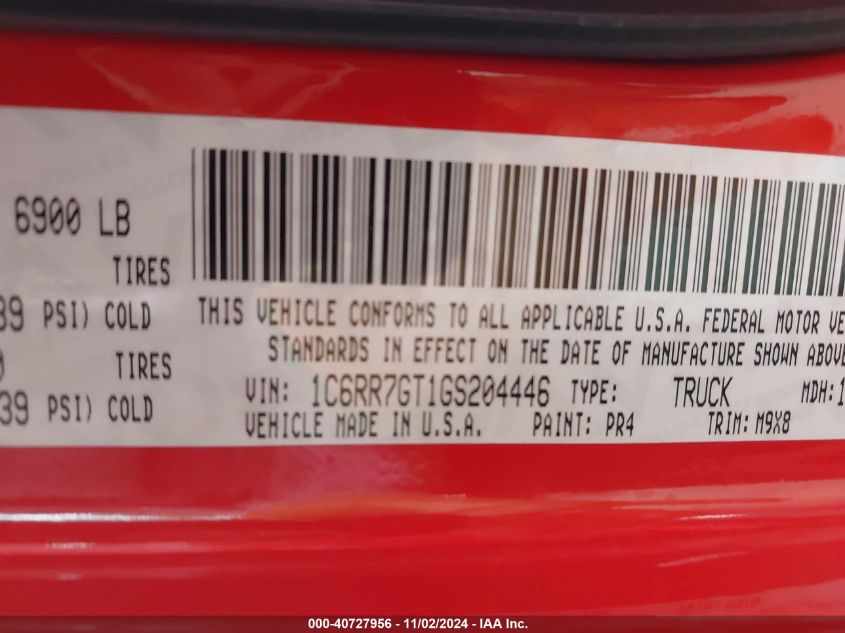 6900 LB
TIRES
39 PSI) COLD
THIS VEHICLE CONFORMS TO ALL APPLICABLE U.S.A. FEDERAL MOTOR VE
TIRES
STANDARDS IN EFFECT ON THE DATE OF MANUFACTURE SHOWN ABOVE
39 PSI) COLD
VIN: 1C6RR7GT1GS204446 TYPE: TRUCK MDH:1
VEHICLE MADE IN U.S.A. PAINT: PR4 TRIM: M9X8
000-40727956 - 11/02/2024 - IAA Inc.